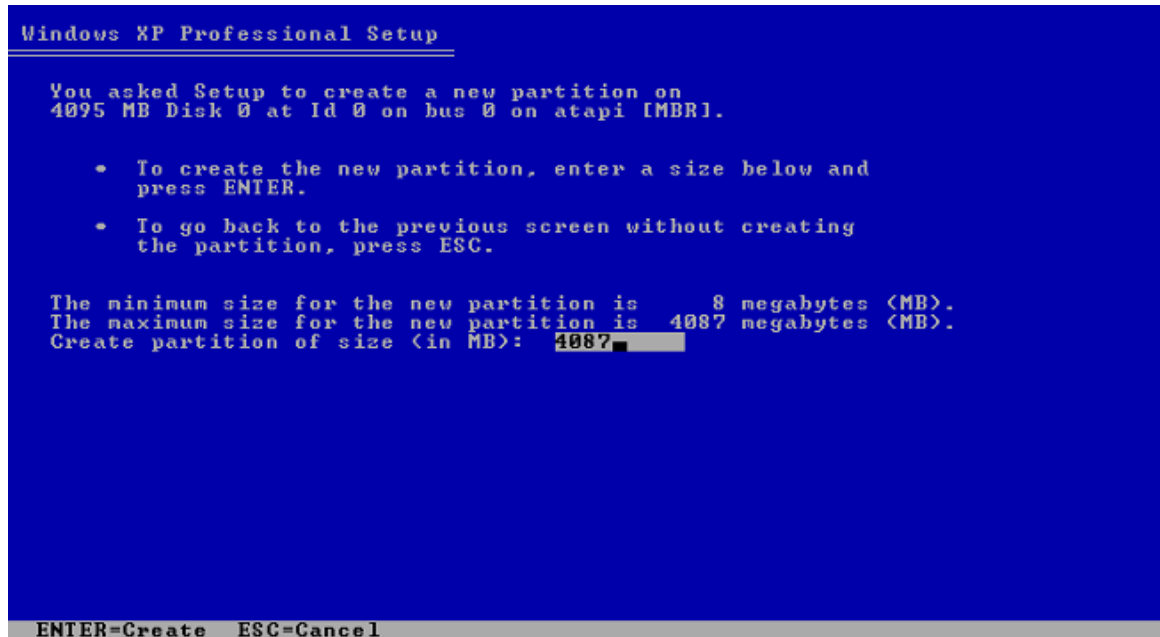 Windows XP Professional Setup
You asked Setup to create a new partition on
4095 MB Disk 0 at Id 0 on bus 0 on atapi [MBR].
• To create the new partition, enter a size below and
press ENTER.
• To go back to the previous screen without creating
the partition, press ESC.
The minimum size for the new partition is 8 megabytes (MB).
The maximum size for the new partition is 4087 megabytes (MB).
Create partition of size (in MB): 4087
ENTER=Create ESC=Cancel